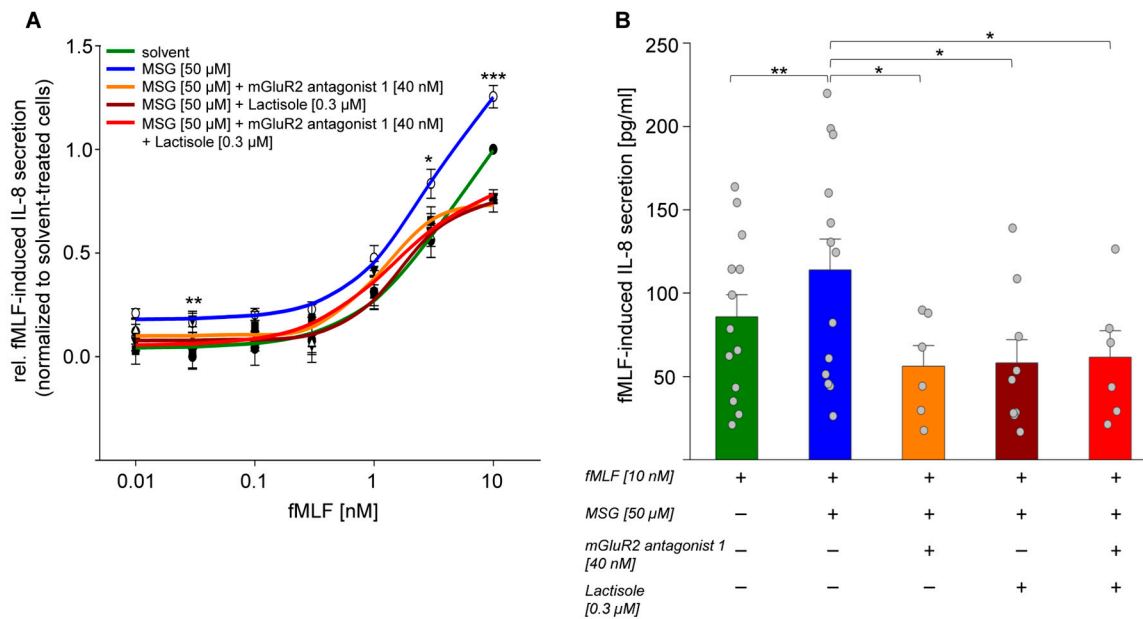 A
rel. fMLF-induced IL-8 secretion
(normalized to solvent-treated cells)
1.5
1.0
0.5
0.0
solvent
MSG [50 µM]
MSG [50 µM] + mGluR2 antagonist 1 [40 nM]
MSG [50 µM] + Lactisole [0.3 µM]
MSG [50 µM] + mGluR2 antagonist 1 [40 nM]
+ Lactisole [0.3 µM]
**
*
***
0.01 0.1 1 10
fMLF [nM]
B
fMLF-induced IL-8 secretion [pg/ml]
250
200
150
100
50
*
*
** *
fMLF [10 nM] + + + + +
MSG [50 µM] – + + + +
mGluR2 antagonist 1 – – + – +
[40 nM]
Lactisole – – – + +
[0.3 µM]